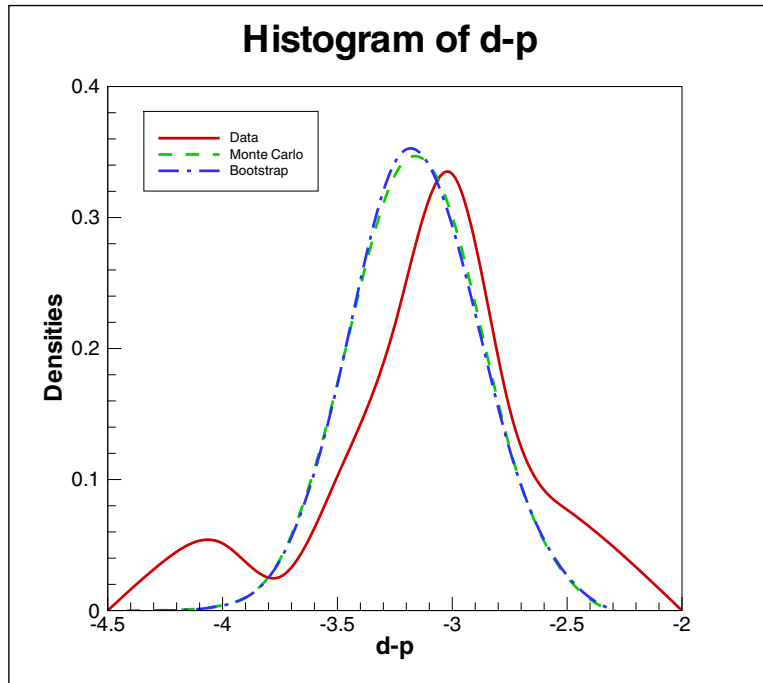 Histogram of d-p
0.4
0.3
0.2
0.1
0
Densities
Data
Monte Carlo
Bootstrap
-4.5 -4 -3.5 -3 -2.5 -2
d-p